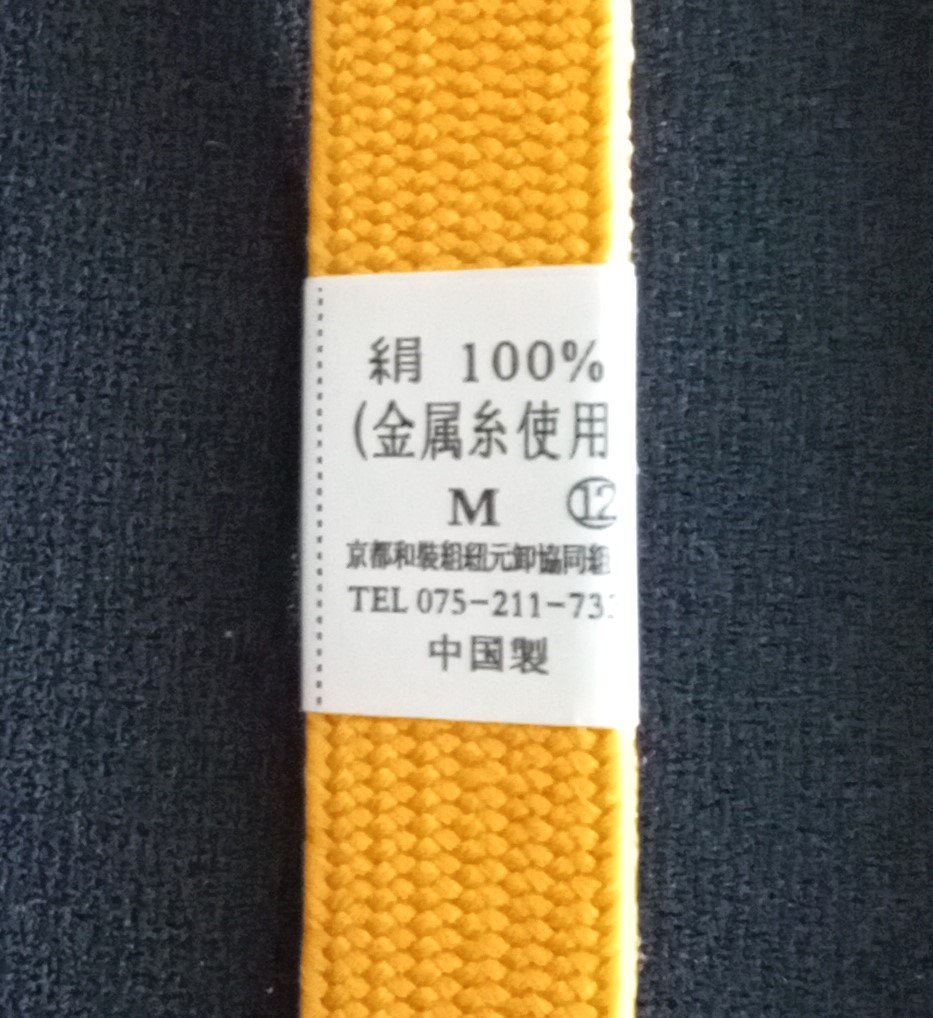 絹 100%
(金属糸使用
M ⑫
京都和装組紐元卸協同組
TEL 075-211-73
中国製